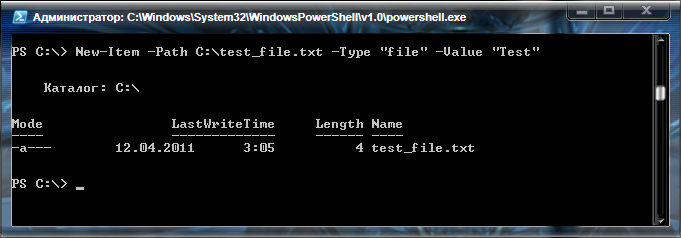 Администратор: C:\Windows\System32\WindowsPowerShell\v1.0\powershell.exe
PS C:\> New-Item -Path C:\test_file.txt -Type "file" -Value "Test"
Каталог: C:\
Mode LastWriteTime Length Name
---- ------------- ------ ----
-a--- 12.04.2011 3:05 4 test_file.txt
PS C:\> _